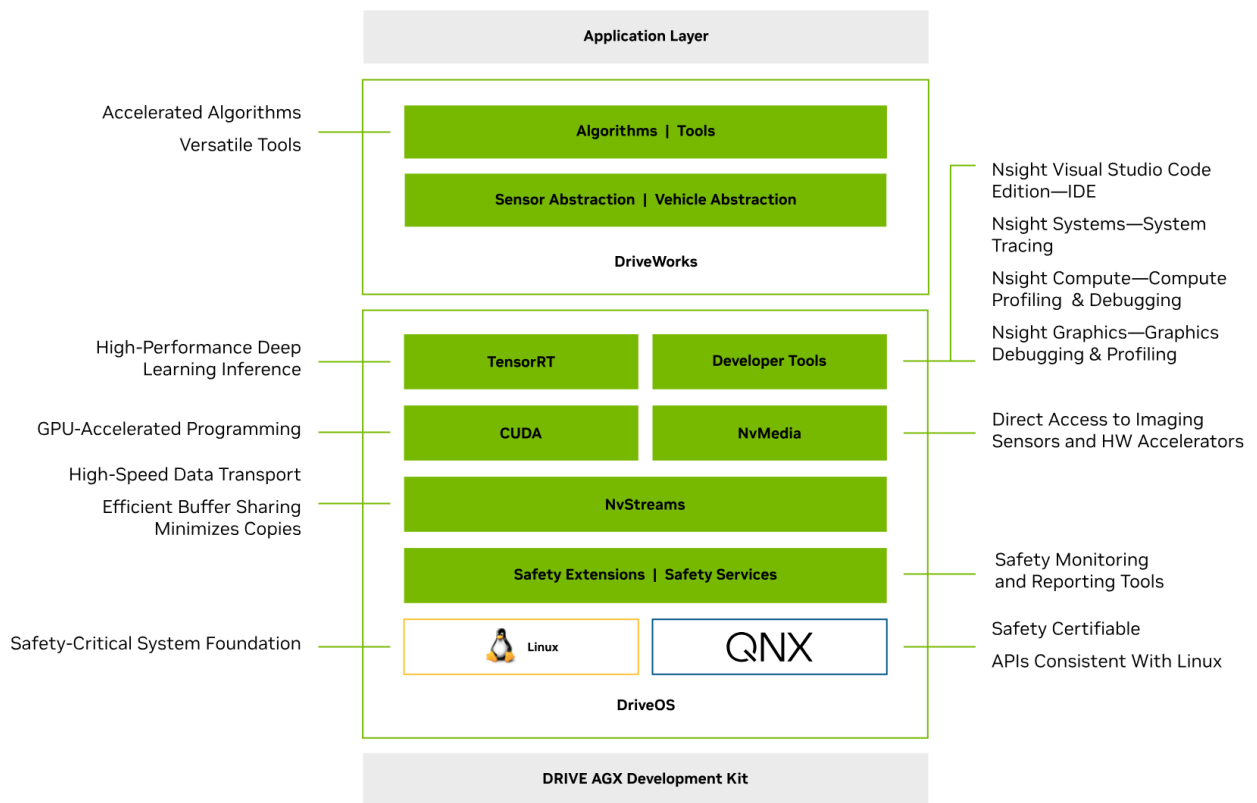 Application Layer
Accelerated Algorithms
Versatile Tools
Algorithms | Tools
Sensor Abstraction | Vehicle Abstraction
DriveWorks
Nsight Visual Studio Code
Edition—IDE
Nsight Systems—System
Tracing
Nsight Compute—Compute
Profiling & Debugging
Nsight Graphics—Graphics
Debugging & Profiling
High-Performance Deep
Learning Inference
TensorRT
Developer Tools
GPU-Accelerated Programming
CUDA
NvMedia
Direct Access to Imaging
Sensors and HW Accelerators
High-Speed Data Transport
Efficient Buffer Sharing
Minimizes Copies
NvStreams
Safety Extensions | Safety Services
Safety Monitoring
and Reporting Tools
Safety-Critical System Foundation
Linux
QNX
Safety Certifiable
APIs Consistent With Linux
DriveOS
DRIVE AGX Development Kit